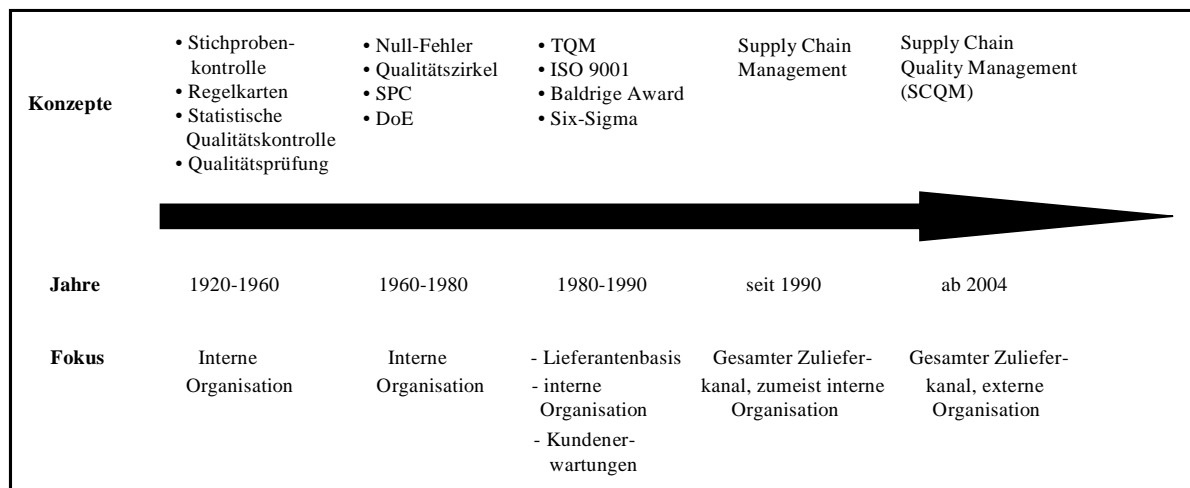 Konzepte
• Stichproben-
kontrolle
• Regelkarten
• Statistische
Qualitätskontrolle
• Qualitätsprüfung
• Null-Fehler
• Qualitätszirkel
• SPC
• DoE
• TQM
• ISO 9001
• Baldrige Award
• Six-Sigma
Supply Chain
Management
Supply Chain
Quality Management
(SCQM)
Jahre
1920-1960
1960-1980
1980-1990
seit 1990
ab 2004
Fokus
Interne
Organisation
Interne
Organisation
- Lieferantenbasis
- interne
Organisation
- Kundener-
wartungen
Gesamter Zuliefer-
kanal, zumeist interne
Organisation
Gesamter Zuliefer-
kanal, externe
Organisation